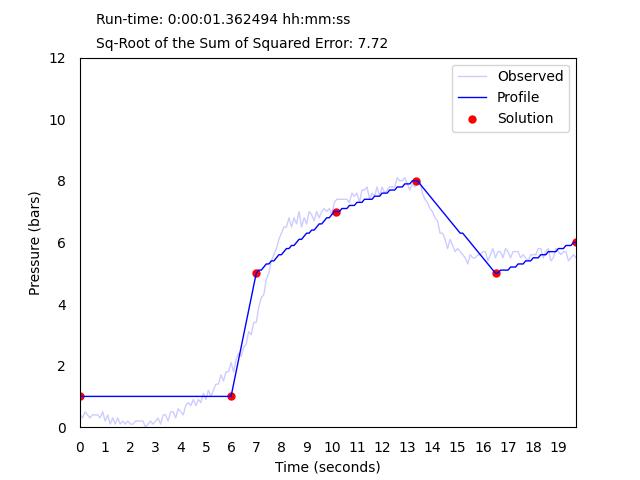 Run-time: 0:00:01.362494 hh:mm:ss
Sq-Root of the Sum of Squared Error: 7.72
12
10
8
6
4
2
0
Pressure (bars)
Observed
Profile
Solution
0 1 2 3 4 5 6 7 8 9 10 11 12 13 14 15 16 17 18 19
Time (seconds)